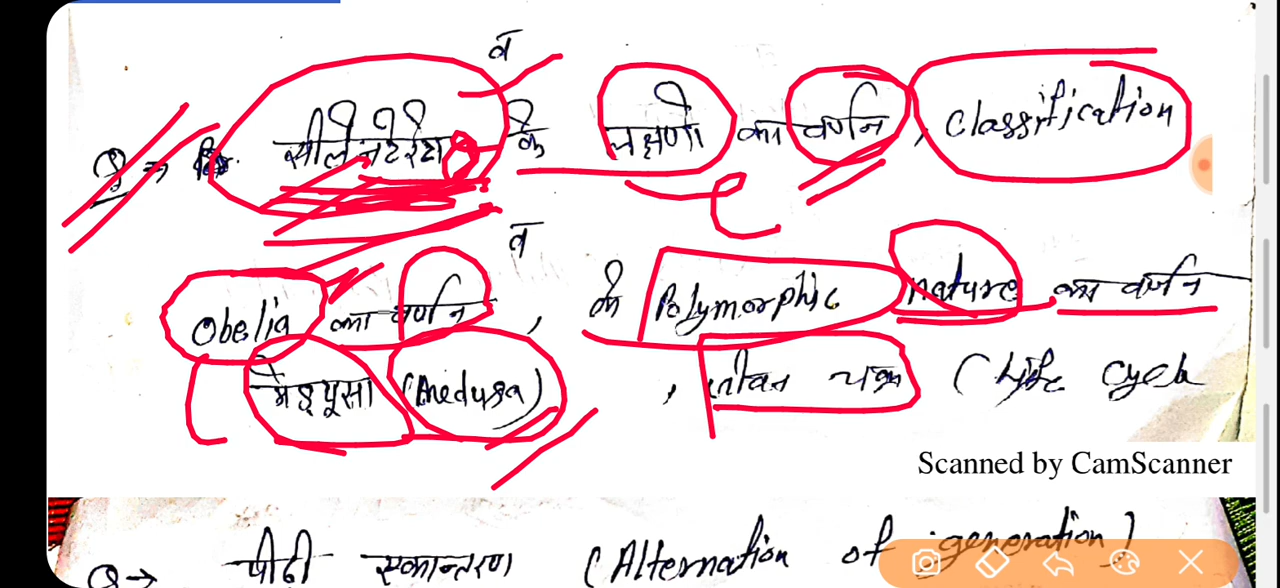 Q → सीलेन्टरेटा के लक्षणों का वर्णन, व Classification
Obelia का वर्णन, व के Polymorphic nature का वर्णन
मेड्यूसा (Medusa), जीवन चक्र (Life cycle
Scanned by CamScanner
Q → पीढी एकान्तरण (Alternation of generation)